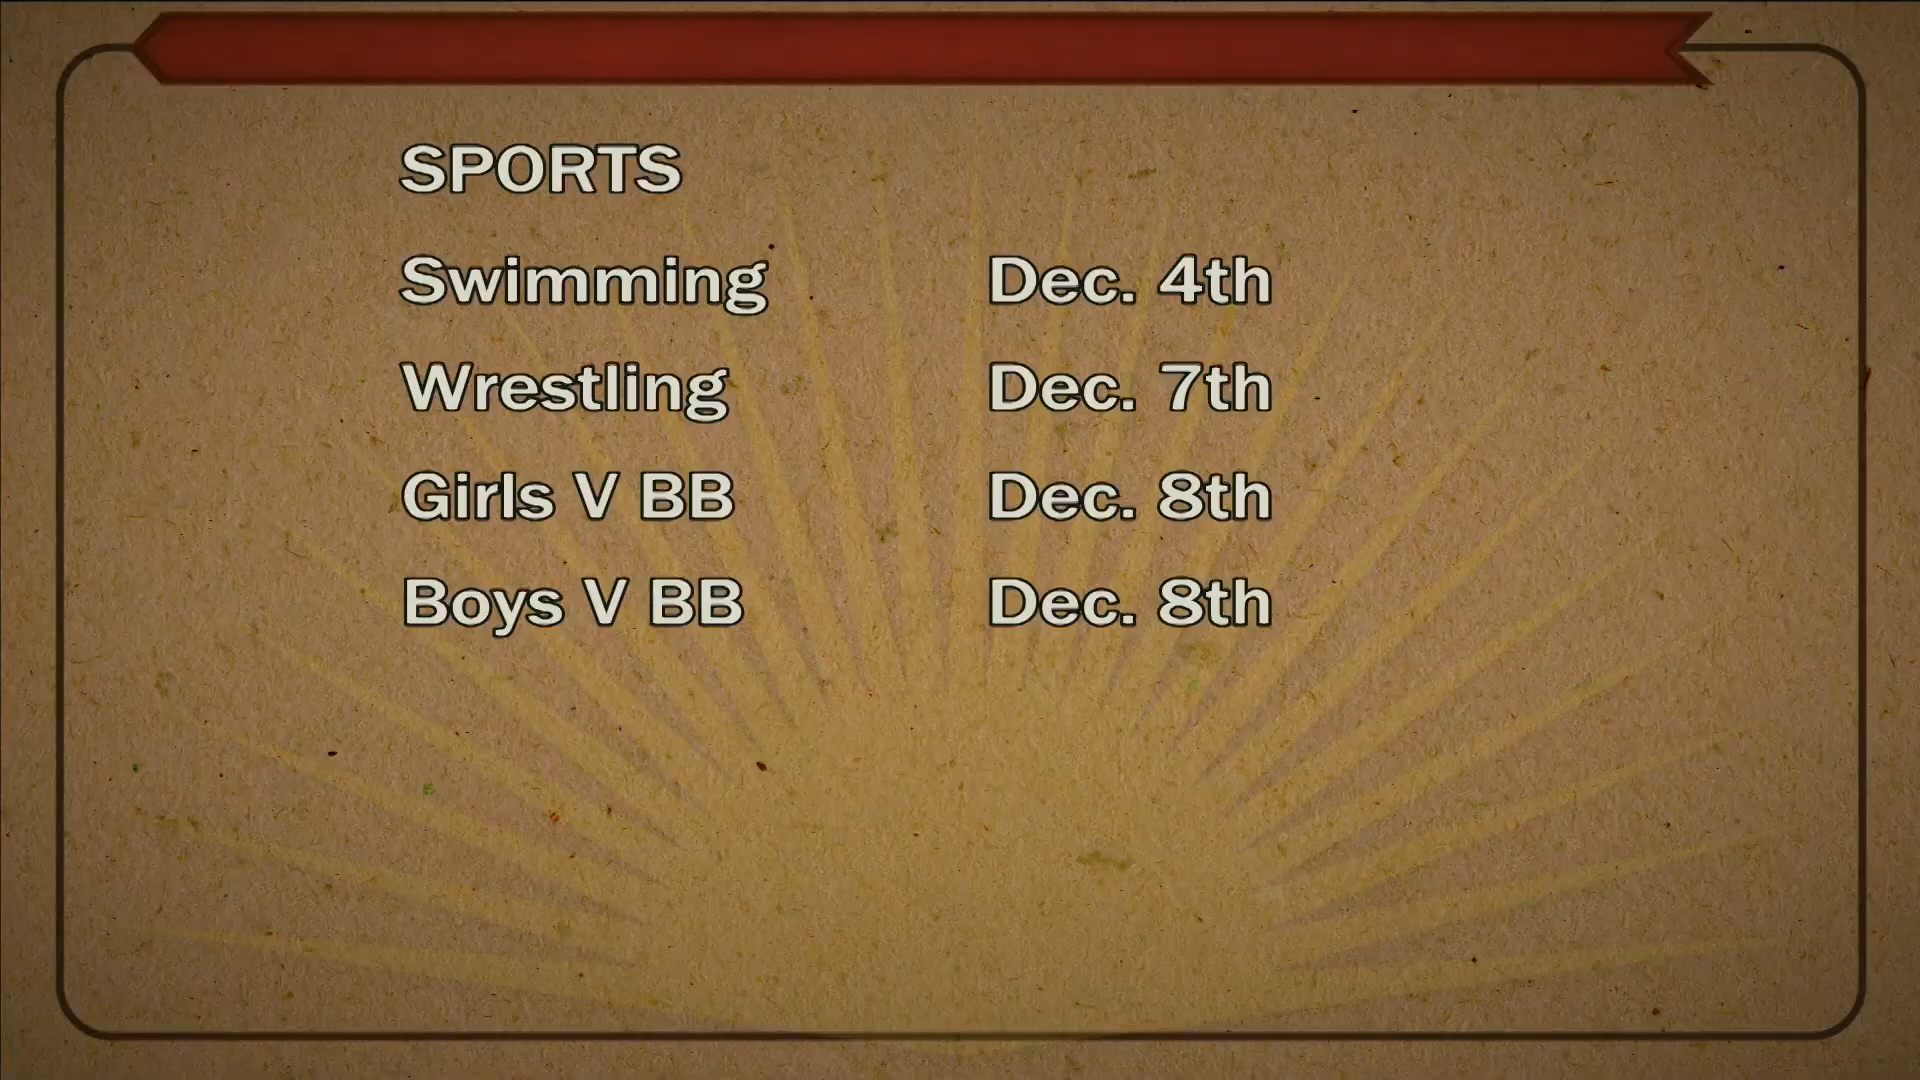 SPORTS
Swimming Dec. 4th
Wrestling Dec. 7th
Girls V BB Dec. 8th
Boys V BB Dec. 8th